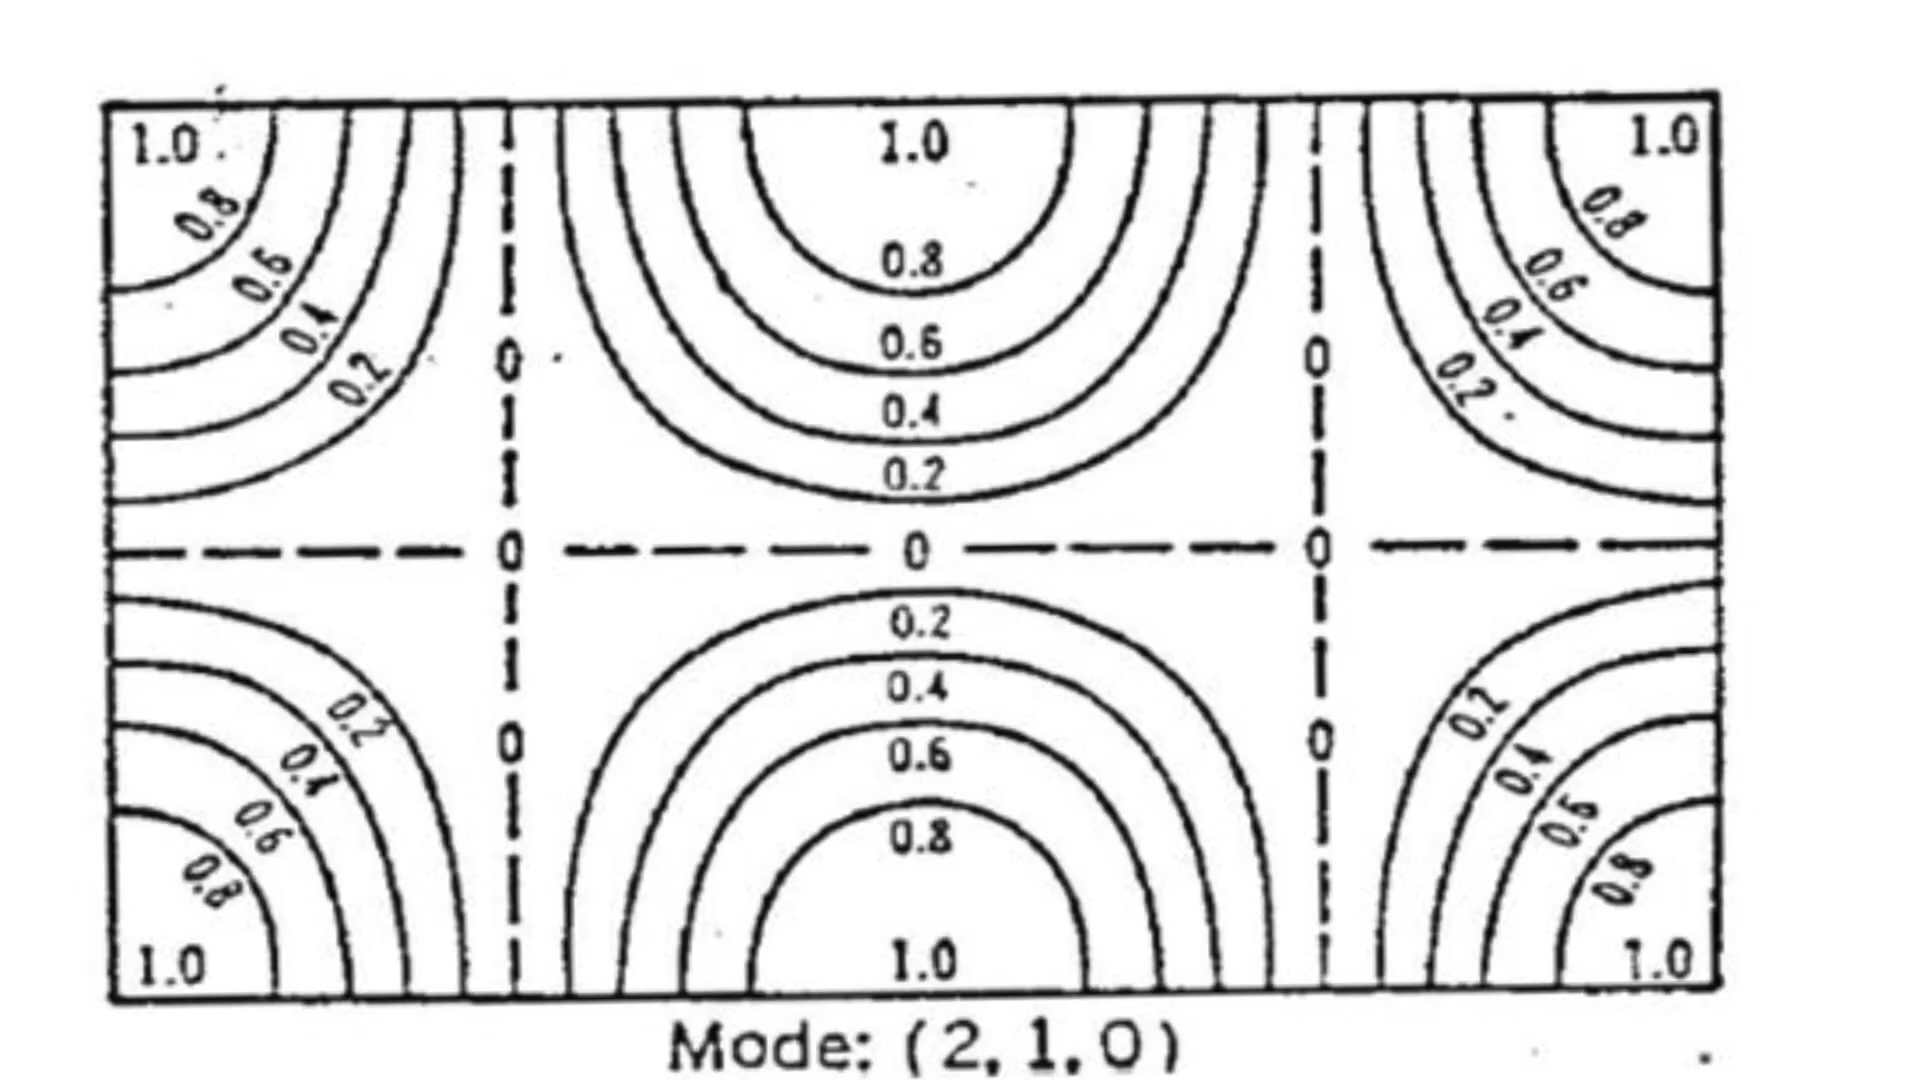 1.0 1.0 1.0
0.8 0.8
0.8
0.6 0.6
0.4 0.6 0.4
0.2 0 0 0.2
0.4
0.2
0 0 0
0.2
0.2 0.4 0.2
0.4 0 0.6 0 0.4
0.6 0.6
0.8 0.8 0.8
1.0 1.0 1.0
Mode: (2, 1, 0)